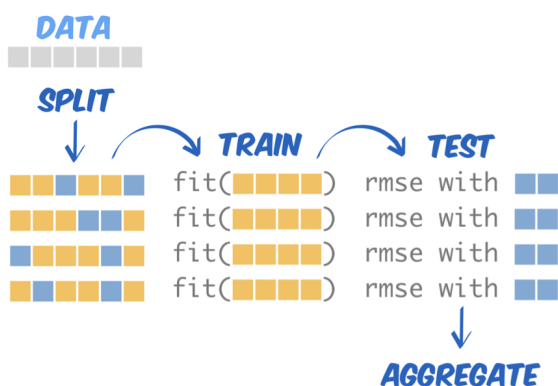 DATA
SPLIT
TRAIN
TEST
fit( ) rmse with
fit( ) rmse with
fit( ) rmse with
fit( ) rmse with
AGGREGATE